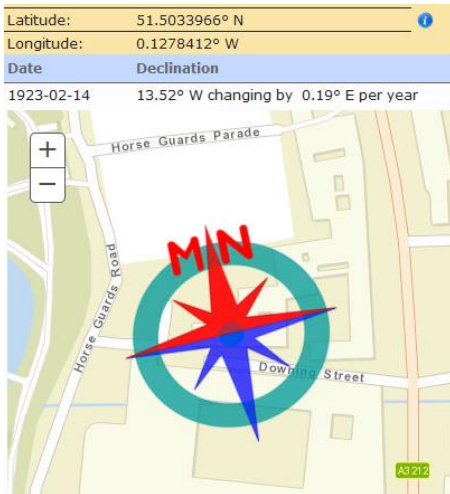 Latitude: 51.5033966° N
Longitude: 0.1278412° W
Date Declination
1923-02-14 13.52° W changing by 0.19° E per year
+
−
Horse Guards Parade
MN
Horse Guards Road
Downing Street
A3212